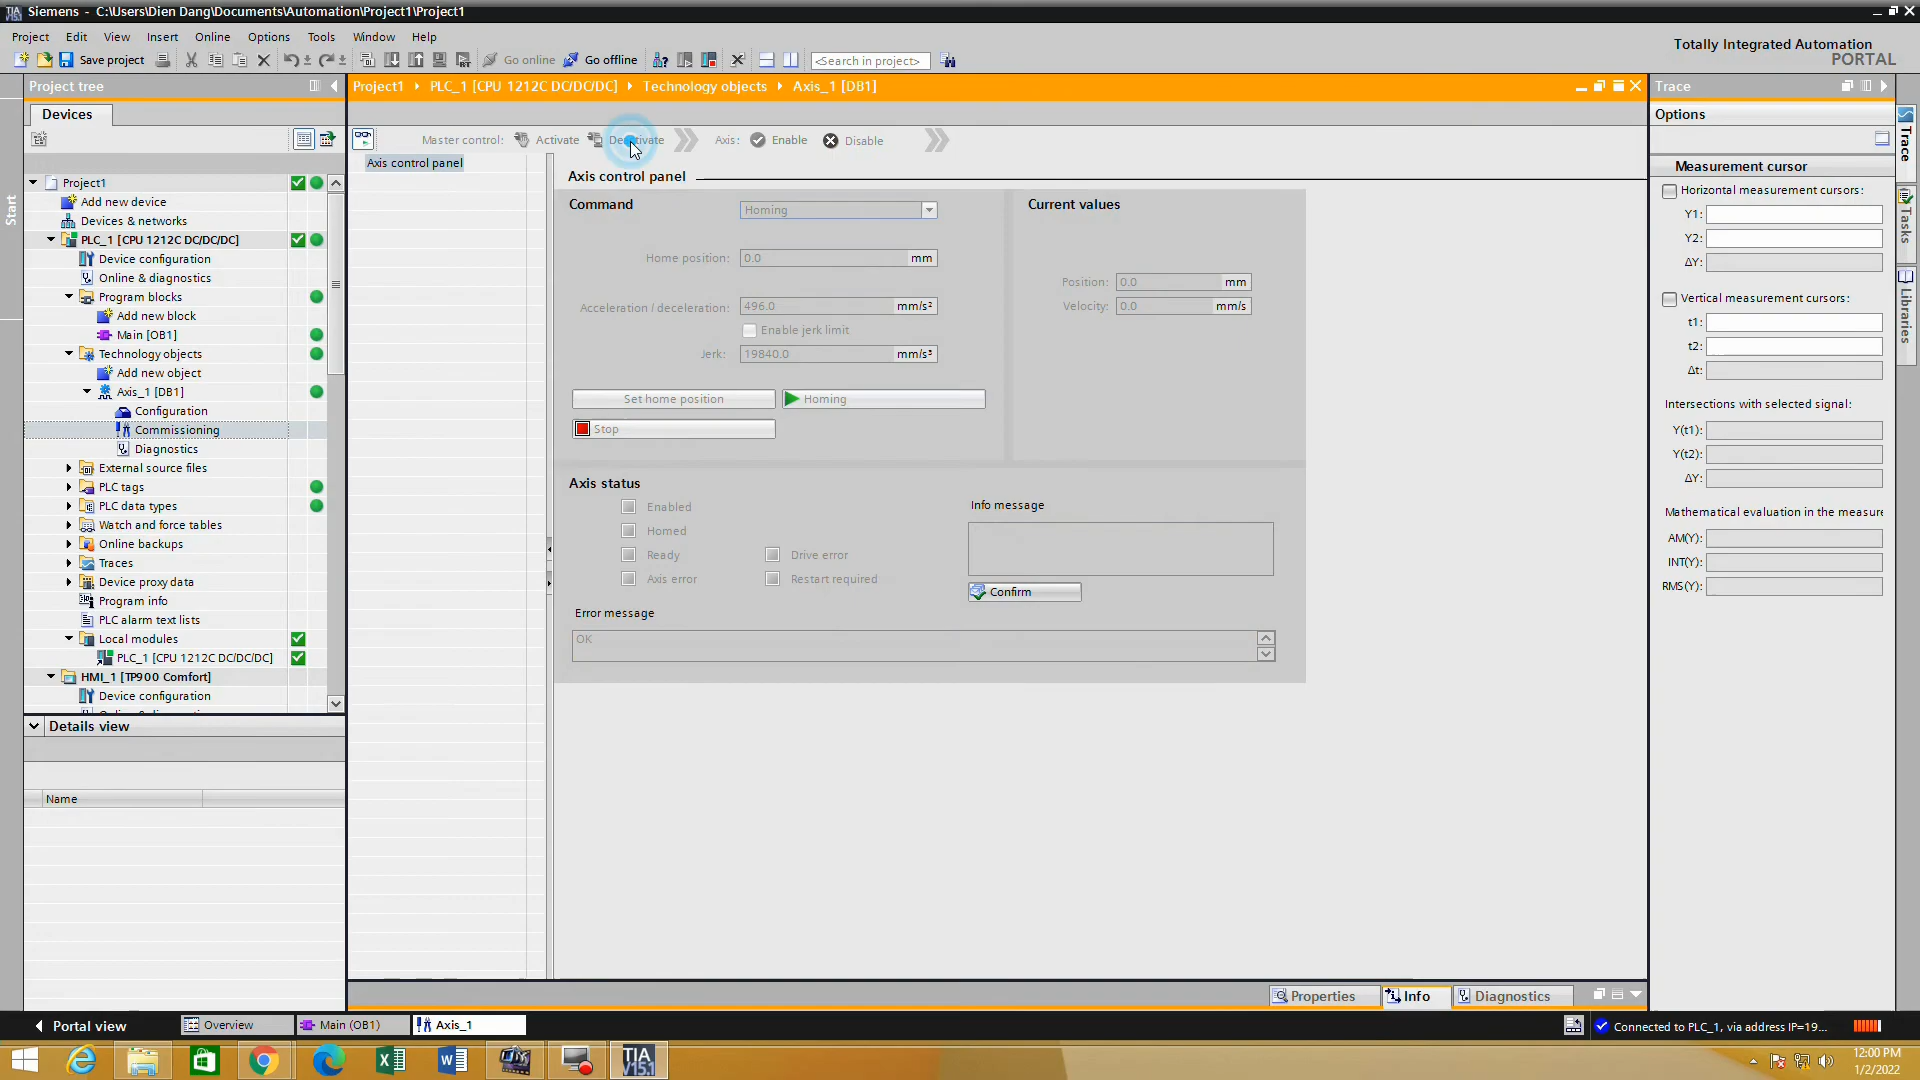 Siemens - C:\Users\Dien Dang\Documents\Automation\Project1\Project1
Project Edit View Insert Online Options Tools Window Help
Totally Integrated Automation
PORTAL
Save project Go online Go offline <Search in project>
Project tree
Project1 PLC_1 [CPU 1212C DC/DC/DC] Technology objects Axis_1 [DB1]
Trace
Devices
Options
Master control: Activate Deactivate Axis: Enable Disable
Start
Axis control panel
Project1
Add new device
Devices & networks
PLC_1 [CPU 1212C DC/DC/DC]
Device configuration
Online & diagnostics
Program blocks
Add new block
Main [OB1]
Technology objects
Add new object
Axis_1 [DB1]
Configuration
Commissioning
Diagnostics
External source files
PLC tags
PLC data types
Watch and force tables
Online backups
Traces
Device proxy data
Program info
PLC alarm text lists
Local modules
PLC_1 [CPU 1212C DC/DC/DC]
HMI_1 [TP900 Comfort]
Device configuration
Details view
Name
Axis control panel
Command
Homing
Home position: 0.0 mm
Acceleration / deceleration: 496.0 mm/s²
Enable jerk limit
Jerk: 19840.0 mm/s³
Set home position
Homing
Stop
Current values
Position: 0.0 mm
Velocity: 0.0 mm/s
Axis status
Enabled
Homed
Ready
Axis error
Drive error
Restart required
Info message
Confirm
Error message
OK
Measurement cursor
Horizontal measurement cursors:
Y1:
Y2:
ΔY:
Vertical measurement cursors:
t1:
t2:
Δt:
Intersections with selected signal:
Y(t1):
Y(t2):
ΔY:
Mathematical evaluation in the measure
AM(Y):
INT(Y):
RMS(Y):
Trace
Tasks
Libraries
Properties Info Diagnostics
Portal view Overview Main (OB1) Axis_1
Connected to PLC_1, via address IP=19...
TIA
V15.1
12:00 PM
1/2/2022